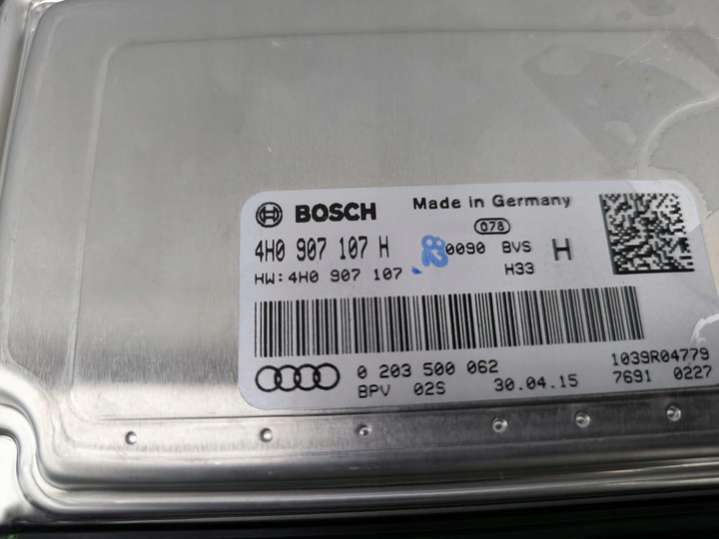 BOSCH Made in Germany
078
4H0 907 107 H 0090 BVS H
HW:4H0 907 107 H33
0 203 500 062 1039R04779
BPV 02S 30.04.15 7691 0227